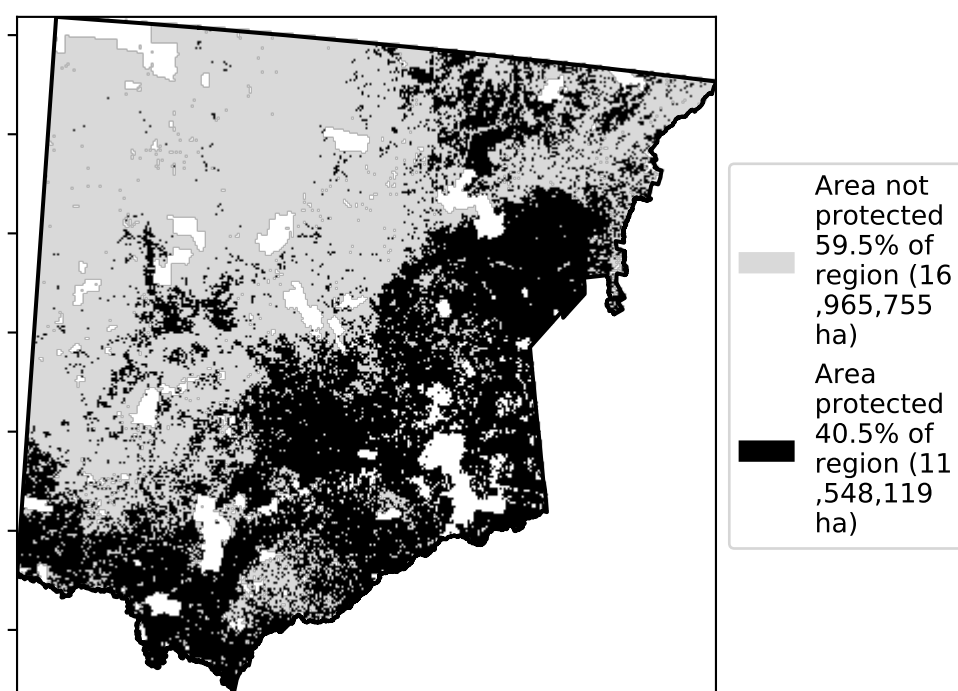 Area not
protected
59.5% of
region (16
,965,755
ha)
Area
protected
40.5% of
region (11
,548,119
ha)